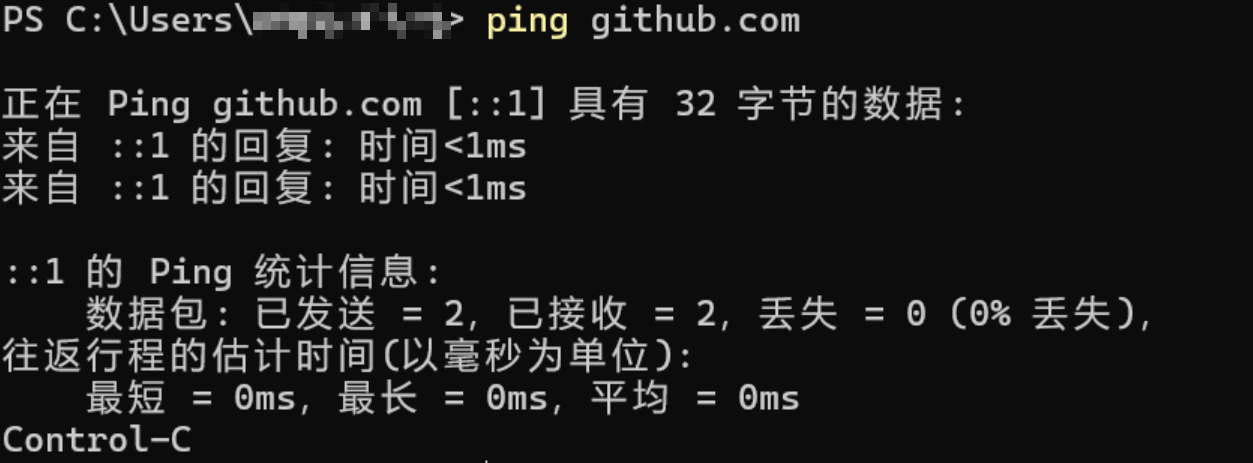 PS C:\Users\> ping github.com
正在 Ping github.com [::1] 具有 32 字节的数据:
来自 ::1 的回复: 时间<1ms
来自 ::1 的回复: 时间<1ms
::1 的 Ping 统计信息:
数据包: 已发送 = 2, 已接收 = 2, 丢失 = 0 (0% 丢失),
往返行程的估计时间(以毫秒为单位):
最短 = 0ms, 最长 = 0ms, 平均 = 0ms
Control-C